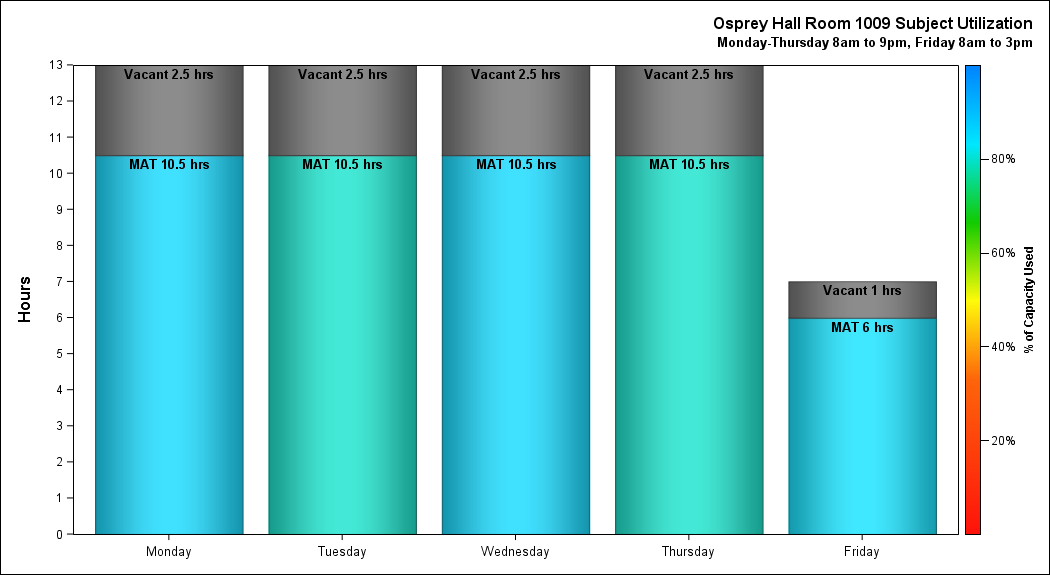 Osprey Hall Room 1009 Subject Utilization
Monday-Thursday 8am to 9pm, Friday 8am to 3pm
Hours
13
12
11
10
9
8
7
6
5
4
3
2
1
0
Vacant 2.5 hrs
MAT 10.5 hrs
Vacant 2.5 hrs
MAT 10.5 hrs
Vacant 2.5 hrs
MAT 10.5 hrs
Vacant 2.5 hrs
MAT 10.5 hrs
Vacant 1 hrs
MAT 6 hrs
Monday
Tuesday
Wednesday
Thursday
Friday
80%
60%
40%
20%
% of Capacity Used